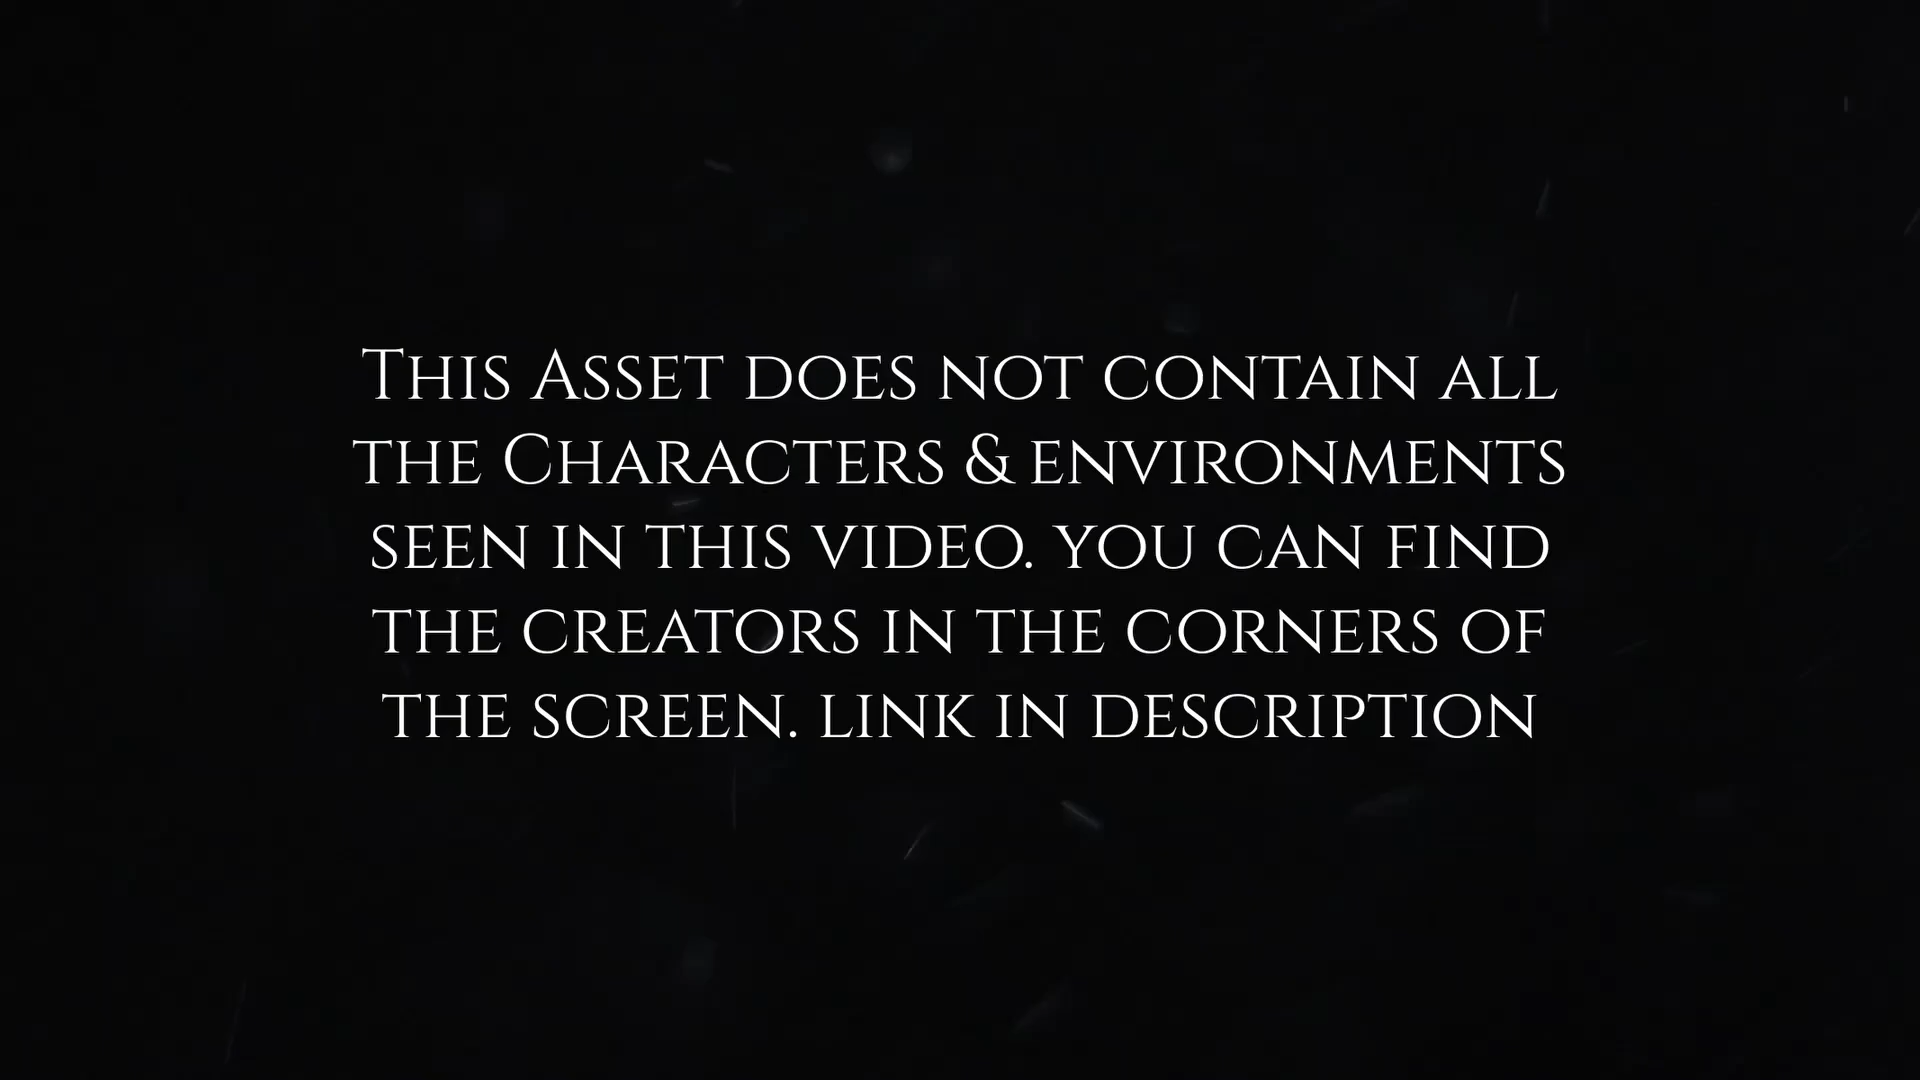 This Asset does not contain all
the Characters & environments
seen in this video. you can find
the creators in the corners of
the screen. link in description